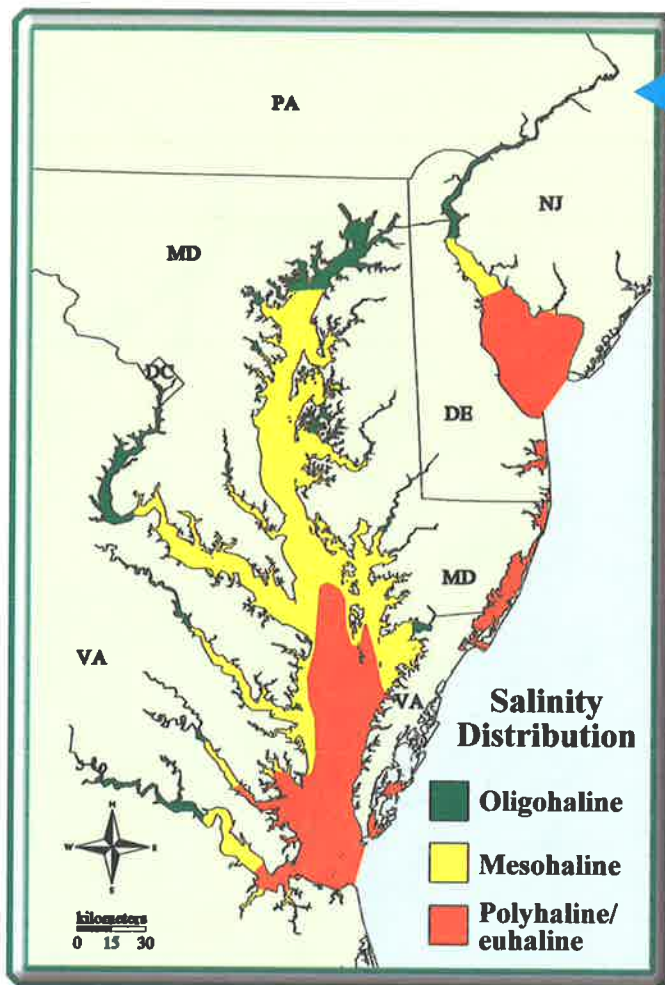 PA
NJ
MD
DC
DE
MD
VA
VA
Salinity
Distribution
Oligohaline
Mesohaline
Polyhaline/
euhaline
N
W E
S
kilometers
0 15 30